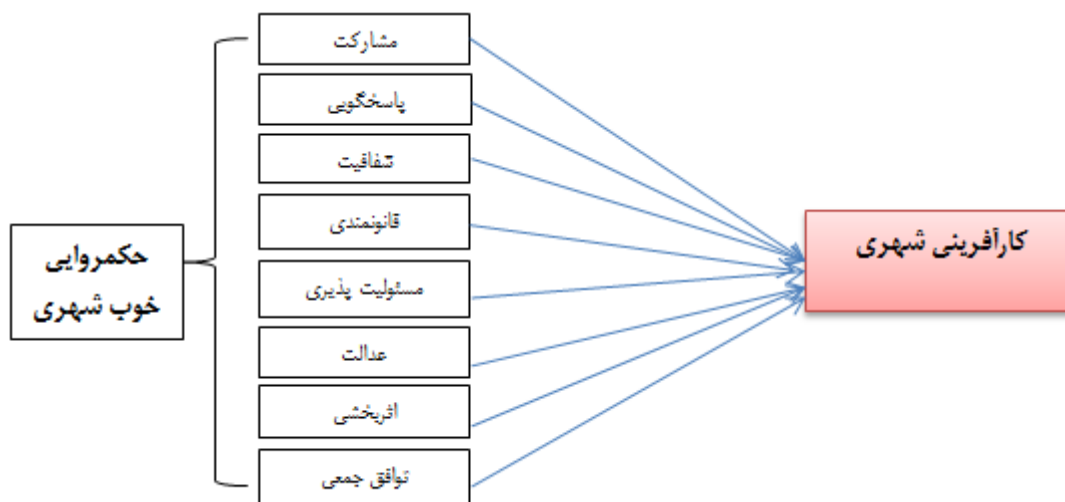 مشارکت
پاسخگویی
شفافیت
قانونمندی
مسئولیت پذیری
عدالت
اثربخشی
توافق جمعی
حکمروایی
خوب شهری
کارآفرینی شهری